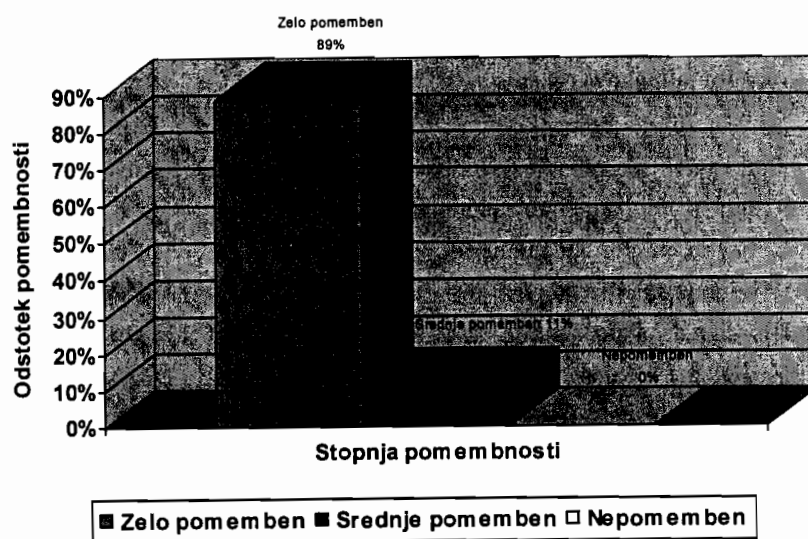 Zelo pomemben
89%
90%
80%
70%
60%
50%
40%
30%
20%
10%
0%
Odstotek pomembnosti
Srednje pomemben 11%
Nepomemben
0%
Stopnja pomembnosti
Zelo pomemben Srednje pomemben Nepomemben